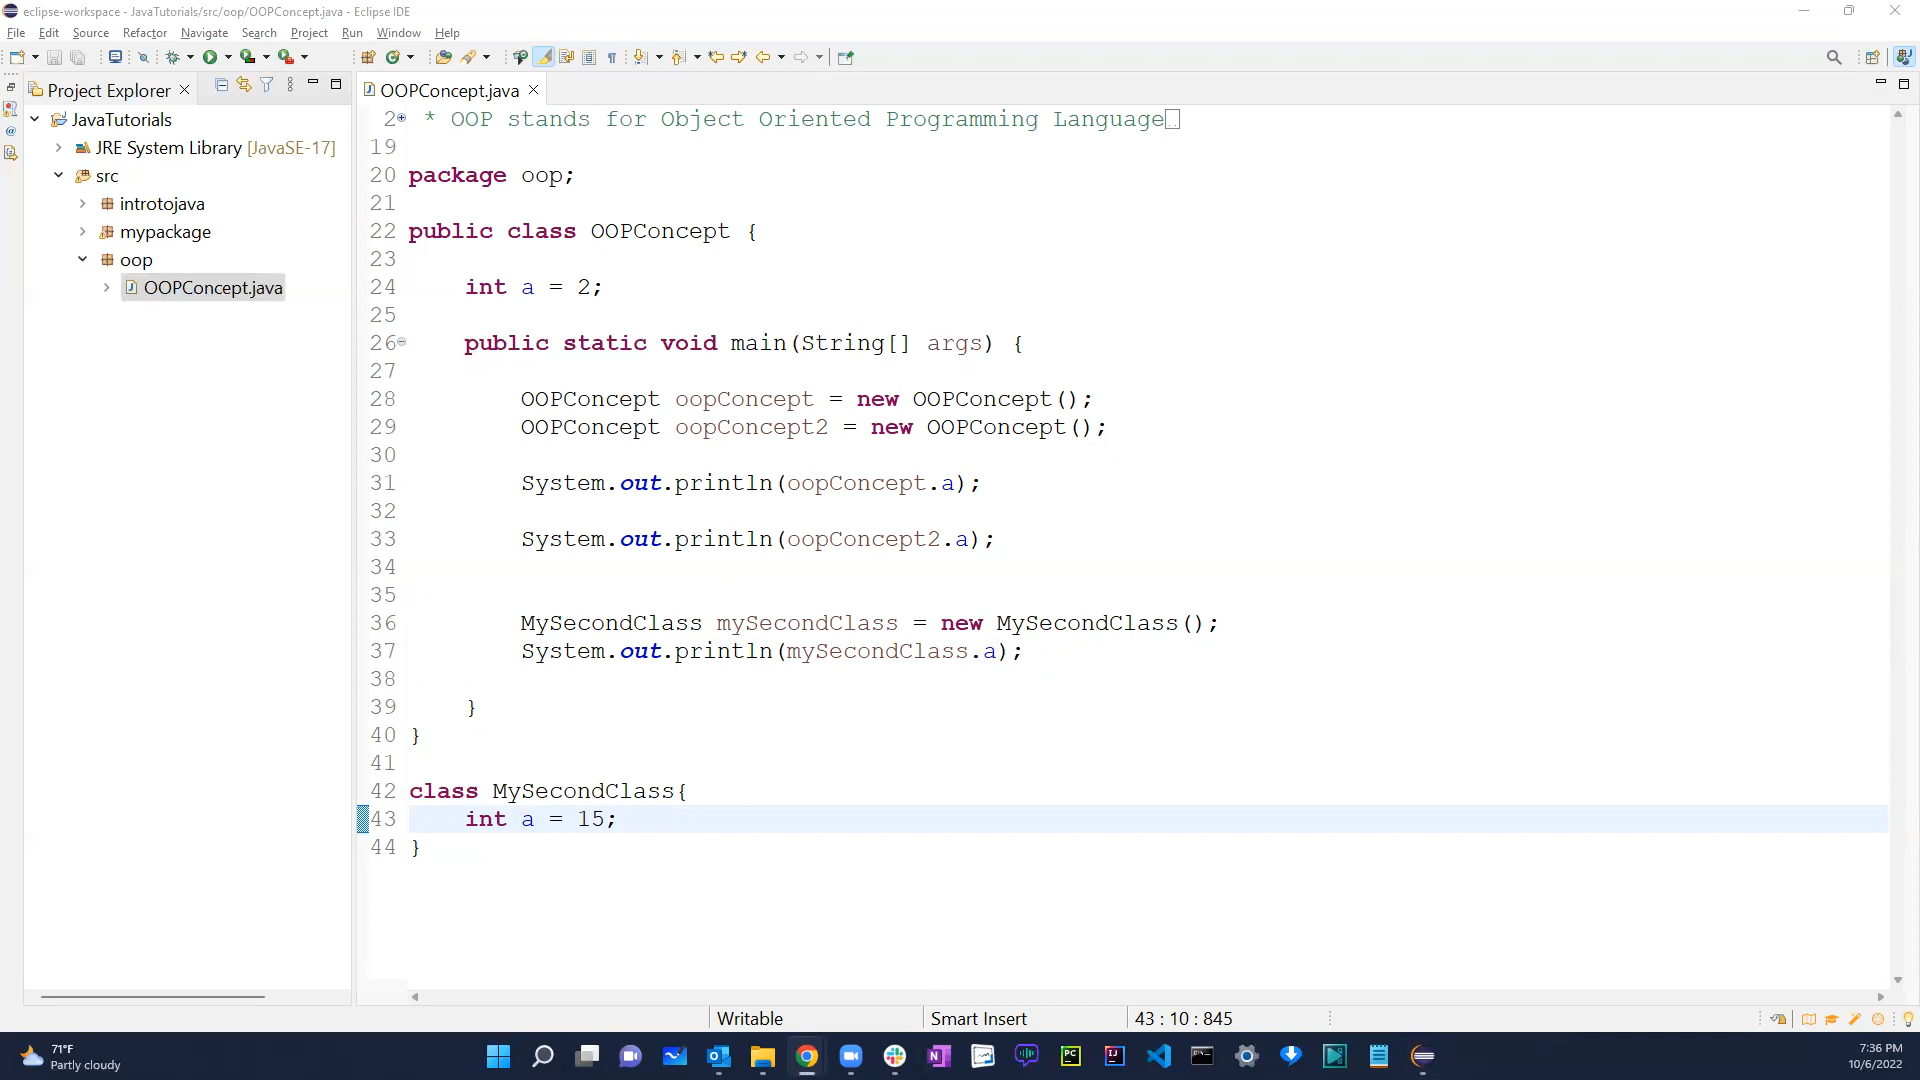 eclipse-workspace - JavaTutorials/src/oop/OOPConcept.java - Eclipse IDE
File Edit Source Refactor Navigate Search Project Run Window Help
Project Explorer
JavaTutorials
JRE System Library [JavaSE-17]
src
introtojava
mypackage
oop
OOPConcept.java
OOPConcept.java
2 * OOP stands for Object Oriented Programming Language
19
20 package oop;
21
22 public class OOPConcept {
23
24 int a = 2;
25
26 public static void main(String[] args) {
27
28 OOPConcept oopConcept = new OOPConcept();
29 OOPConcept oopConcept2 = new OOPConcept();
30
31 System.out.println(oopConcept.a);
32
33 System.out.println(oopConcept2.a);
34
35
36 MySecondClass mySecondClass = new MySecondClass();
37 System.out.println(mySecondClass.a);
38
39 }
40 }
41
42 class MySecondClass{
43 int a = 15;
44 }
Writable Smart Insert 43 : 10 : 845
71°F
Partly cloudy
7:36 PM
10/6/2022